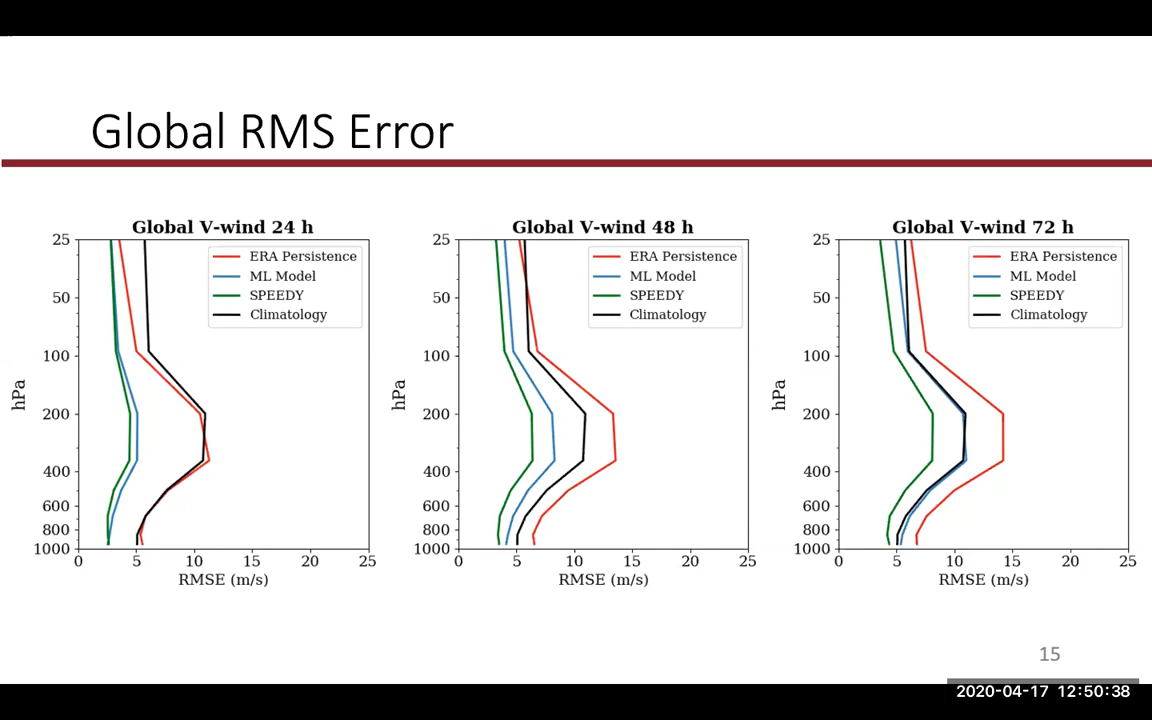 Global RMS Error
Global V-wind 24 h
25
50
100
200
400
600
800
1000
hPa
0 5 10 15 20 25
RMSE (m/s)
ERA Persistence
ML Model
SPEEDY
Climatology
Global V-wind 48 h
25
50
100
200
400
600
800
1000
hPa
0 5 10 15 20 25
RMSE (m/s)
ERA Persistence
ML Model
SPEEDY
Climatology
Global V-wind 72 h
25
50
100
200
400
600
800
1000
hPa
0 5 10 15 20 25
RMSE (m/s)
ERA Persistence
ML Model
SPEEDY
Climatology
15
2020-04-17 12:50:38